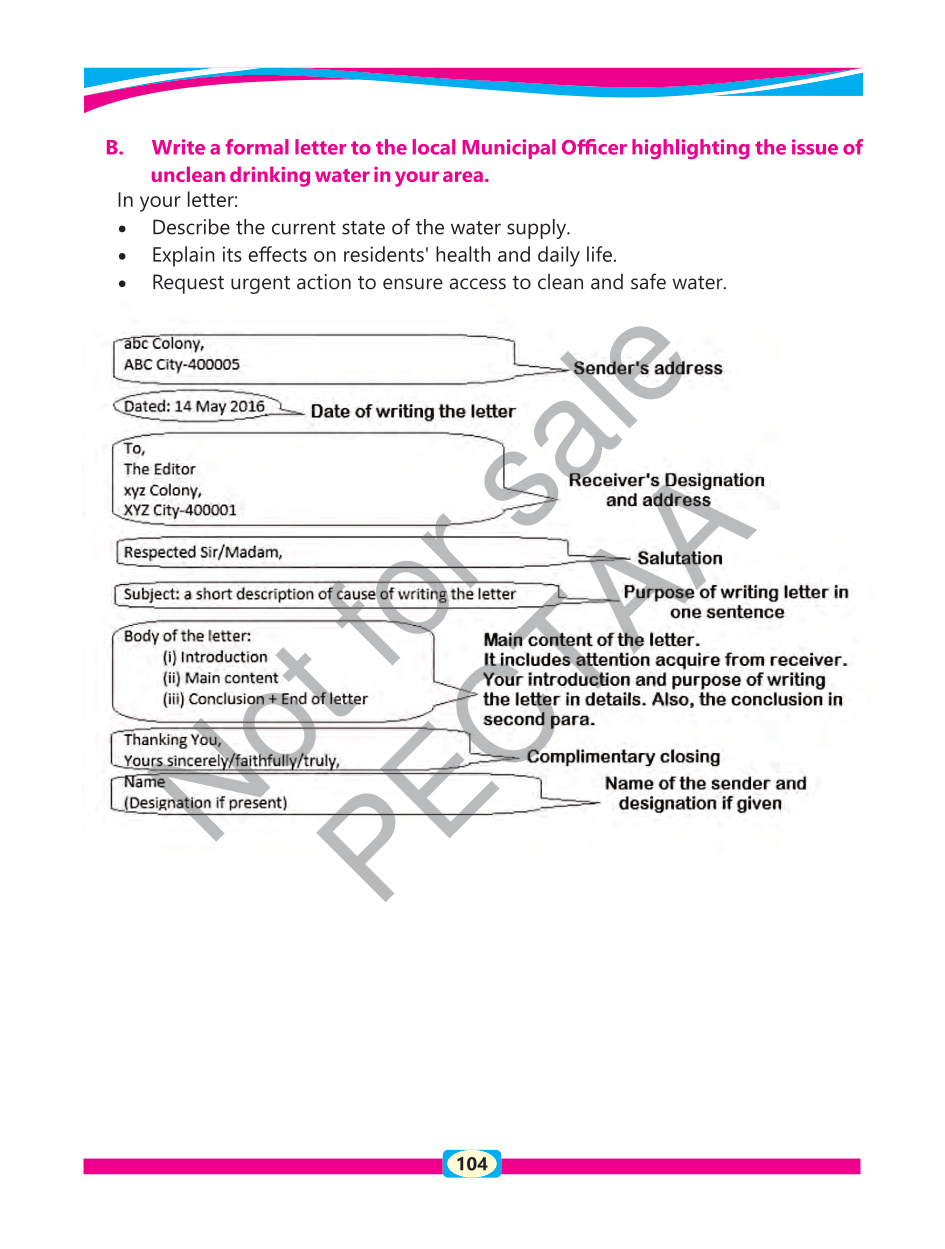 B. Write a formal letter to the local Municipal Officer highlighting the issue of
unclean drinking water in your area.
In your letter:
• Describe the current state of the water supply.
• Explain its effects on residents' health and daily life.
• Request urgent action to ensure access to clean and safe water.
abc Colony,
ABC City-400005
Sender's address
Dated: 14 May 2016
Date of writing the letter
To,
The Editor
xyz Colony,
XYZ City-400001
Receiver's Designation
and address
Respected Sir/Madam,
Salutation
Subject: a short description of cause of writing the letter
Purpose of writing letter in
one sentence
Body of the letter:
(i) Introduction
(ii) Main content
(iii) Conclusion + End of letter
Main content of the letter.
It includes attention acquire from receiver.
Your introduction and purpose of writing
the letter in details. Also, the conclusion in
second para.
Thanking You,
Yours sincerely/faithfully/truly,
Complimentary closing
Name
(Designation if present)
Name of the sender and
designation if given
Not for sale
PECTAA
104